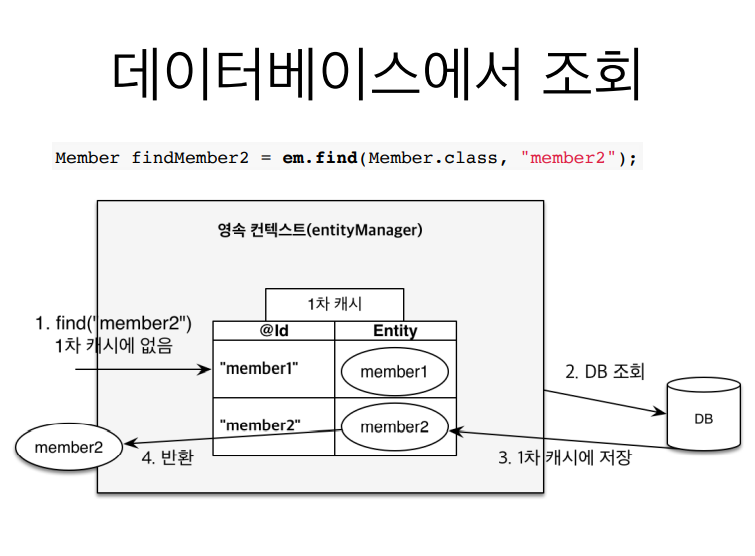 데이터베이스에서 조회
Member findMember2 = em.find(Member.class, "member2");
영속 컨텍스트(entityManager)
1차 캐시
@Id Entity
1. find("member2")
1차 캐시에 없음
"member1" member1
2. DB 조회
DB
"member2" member2
member2
4. 반환
3. 1차 캐시에 저장